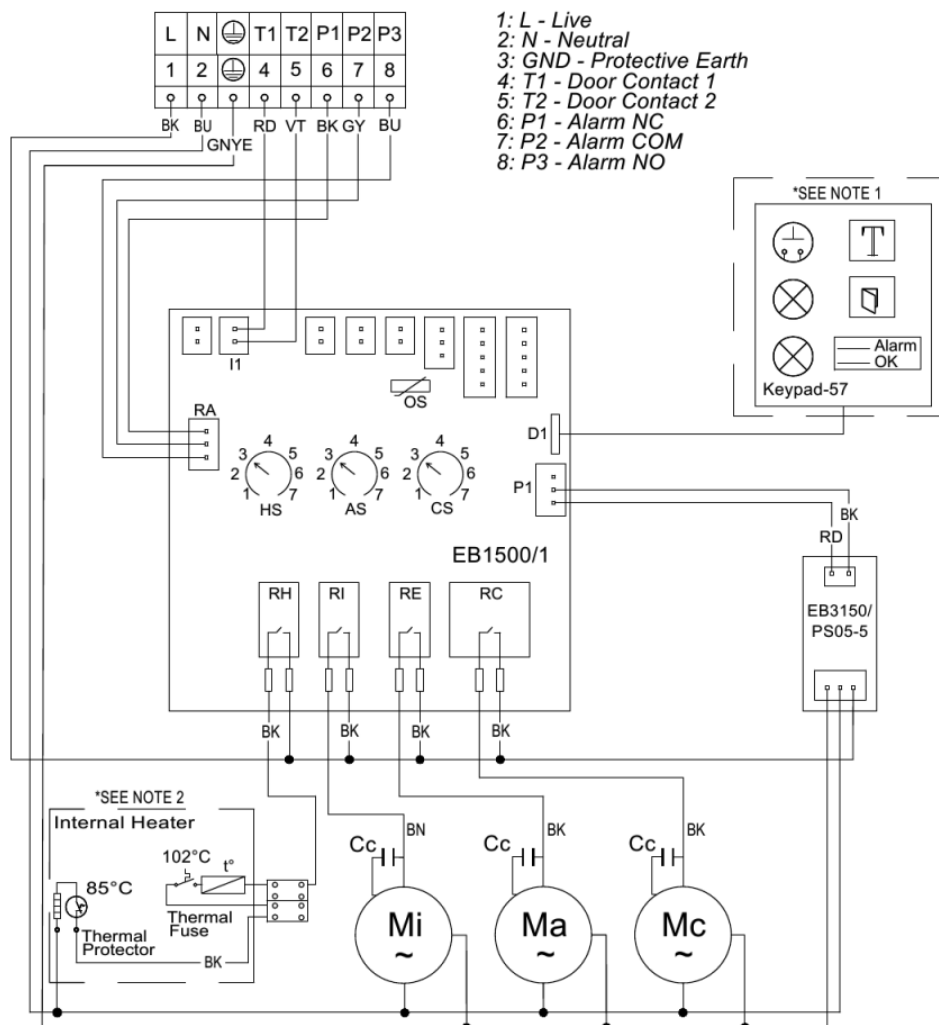 L N T1 T2 P1 P2 P3
1 2 4 5 6 7 8
BK BU GNYE RD VT BK GY BU
1: L - Live
2: N - Neutral
3: GND - Protective Earth
4: T1 - Door Contact 1
5: T2 - Door Contact 2
6: P1 - Alarm NC
7: P2 - Alarm COM
8: P3 - Alarm NO
*SEE NOTE 1
T
Alarm
OK
Keypad-57
I1
OS
RA
D1
P1
1 2 3 4 5 6 7
HS
1 2 3 4 5 6 7
AS
1 2 3 4 5 6 7
CS
BK
RD
EB1500/1
EB3150/
PS05-5
RH RI RE RC
BK BK BK BK
*SEE NOTE 2
Internal Heater
102°C t°
85°C
Thermal
Fuse
Thermal
Protector
BK
BN BK BK
Cc Cc Cc
Mi Ma Mc
~ ~ ~